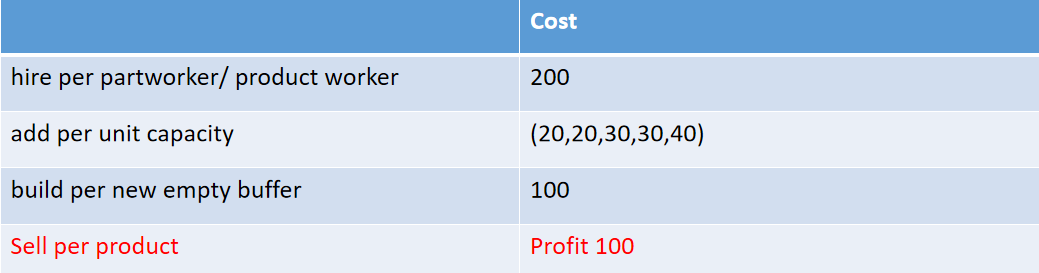 Cost
hire per partworker/ product worker 200
add per unit capacity (20,20,30,30,40)
build per new empty buffer 100
Sell per product Profit 100